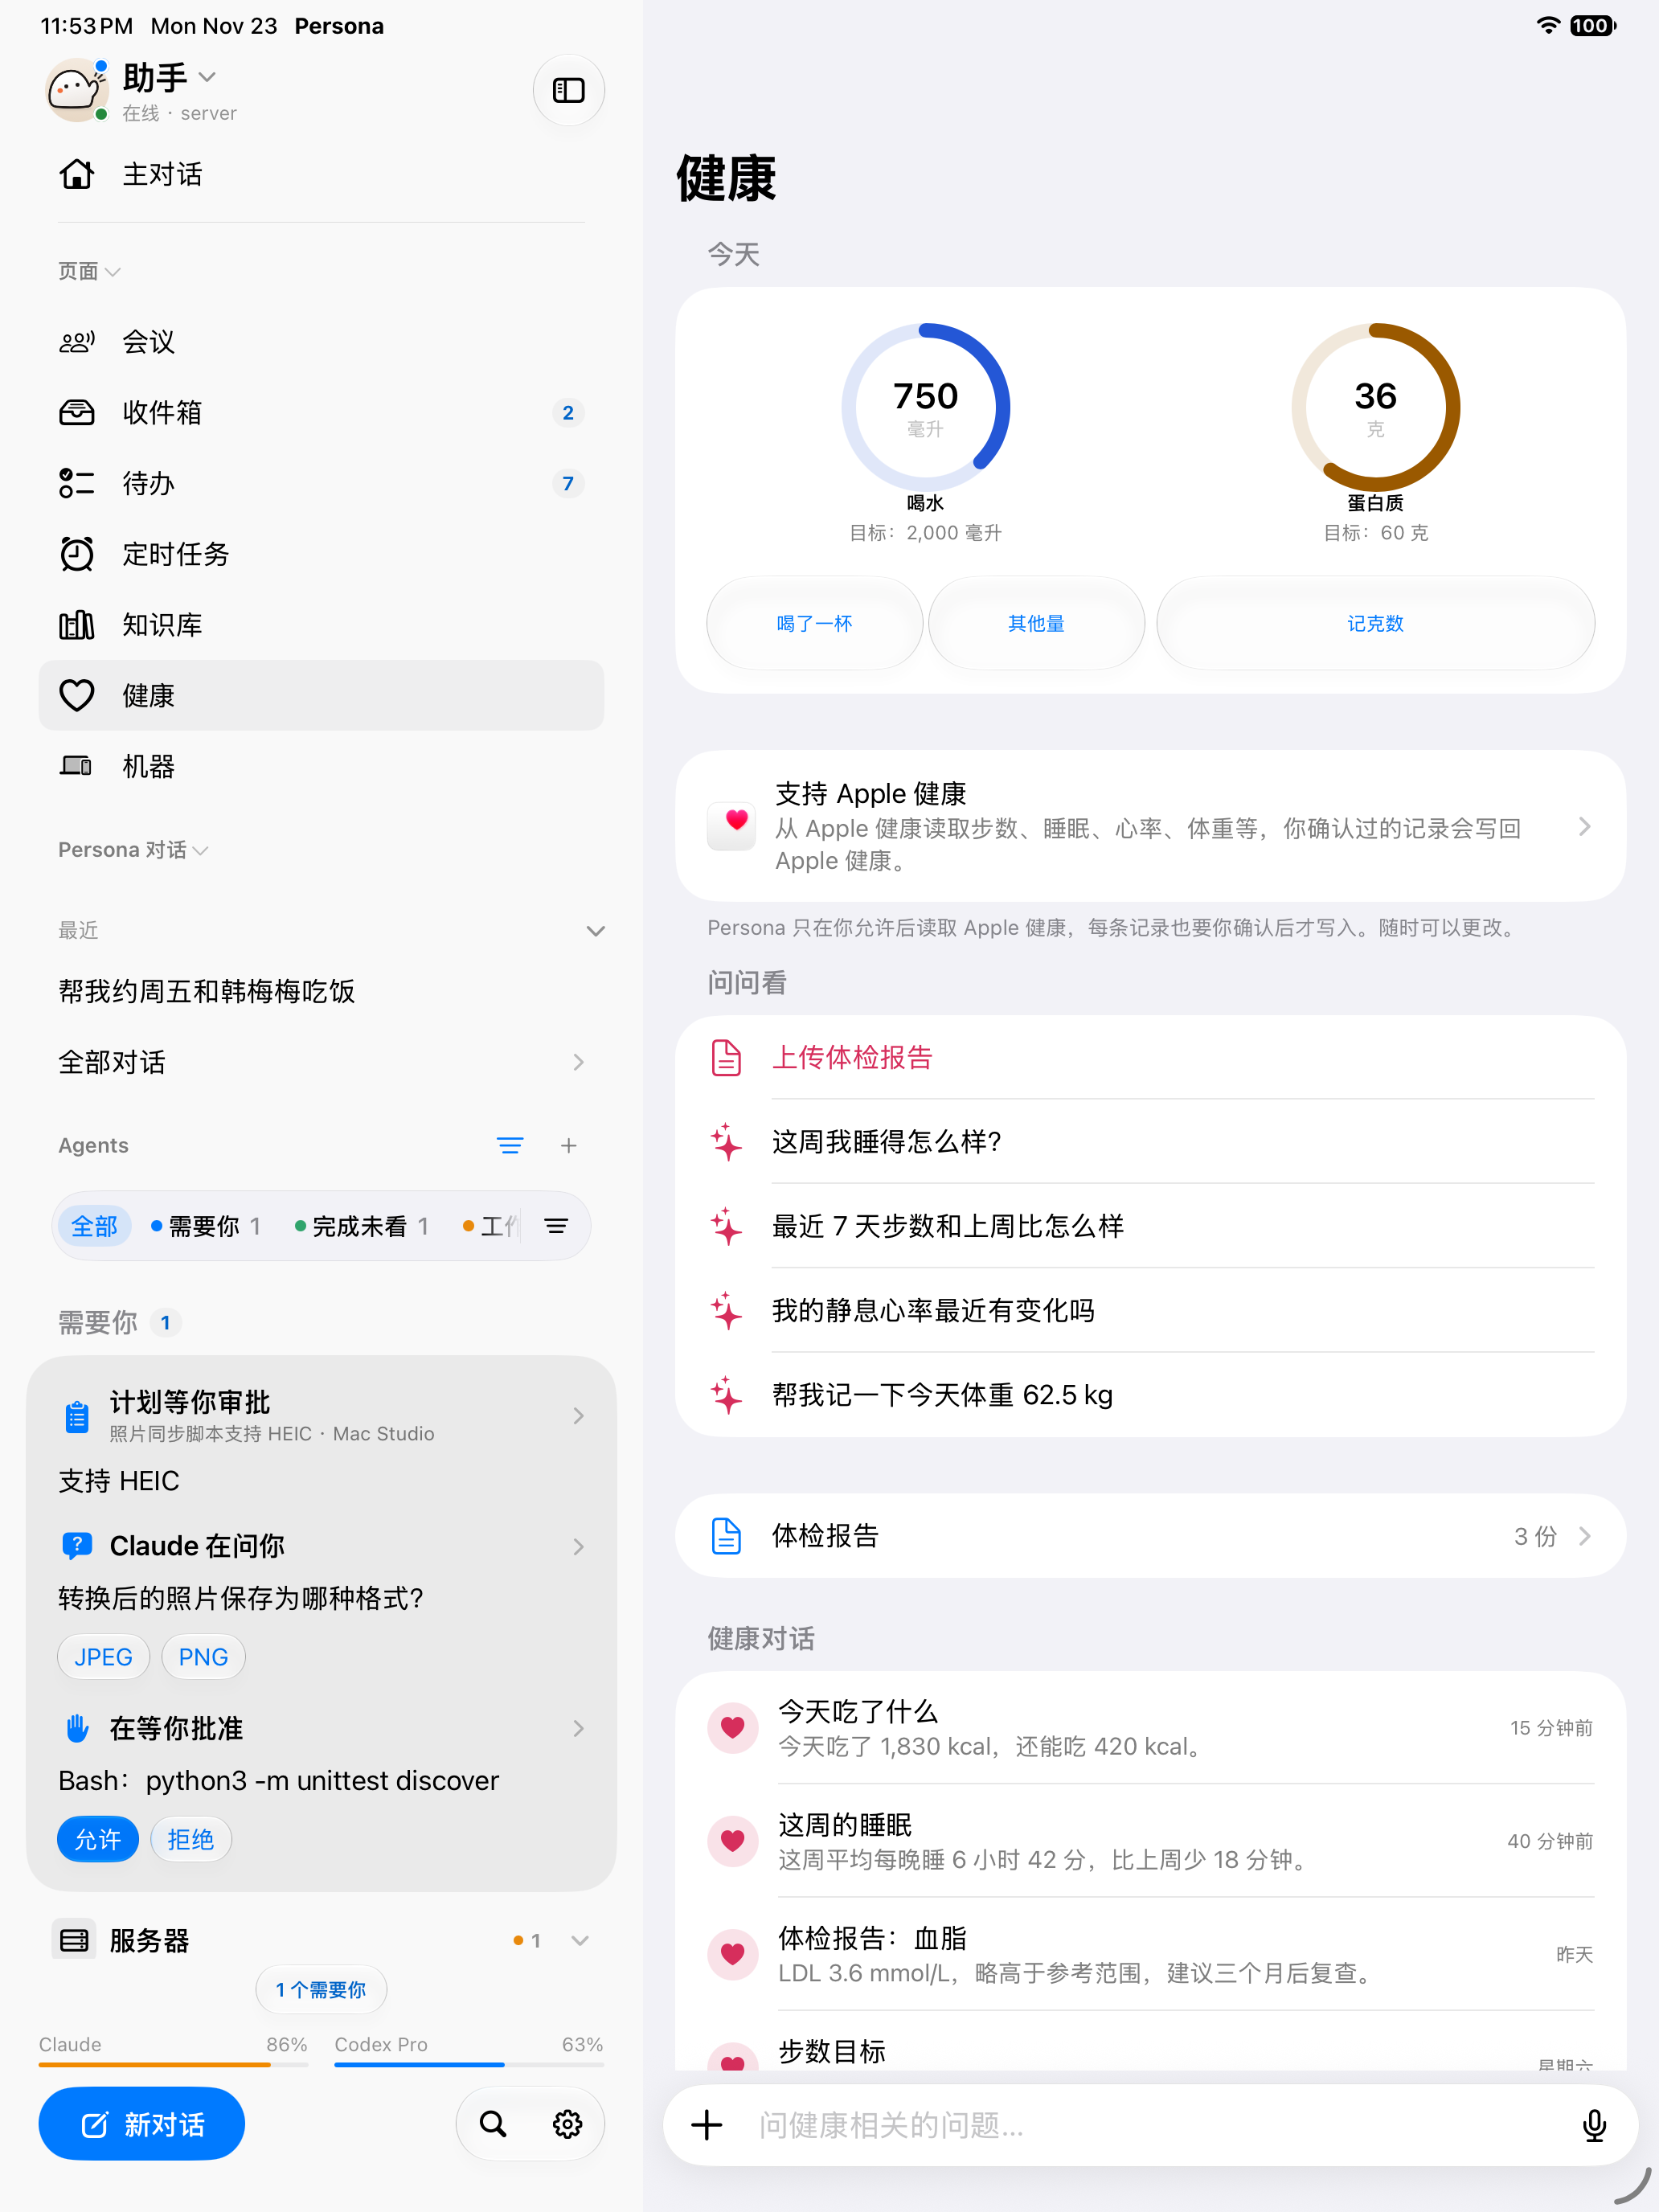 11:53 PM Mon Nov 23 Persona
100
助手
在线 · server
主对话
页面
会议
收件箱 2
待办 7
定时任务
知识库
健康
机器
Persona 对话
最近
帮我约周五和韩梅梅吃饭
全部对话
Agents
全部 需要你 1 完成未看 1 工作
需要你 1
计划等你审批
照片同步脚本支持 HEIC · Mac Studio
支持 HEIC
Claude 在问你
转换后的照片保存为哪种格式?
JPEG PNG
在等你批准
Bash: python3 -m unittest discover
允许 拒绝
服务器 1
1 个需要你
Claude 86% Codex Pro 63%
新对话
健康
今天
750
毫升
喝水
目标: 2,000 毫升
36
克
蛋白质
目标: 60 克
喝了一杯 其他量 记克数
支持 Apple 健康
从 Apple 健康读取步数、睡眠、心率、体重等，你确认过的记录会写回
Apple 健康。
Persona 只在你允许后读取 Apple 健康，每条记录也要你确认后才写入。随时可以更改。
问问看
上传体检报告
这周我睡得怎么样?
最近 7 天步数和上周比怎么样
我的静息心率最近有变化吗
帮我记一下今天体重 62.5 kg
体检报告 3 份
健康对话
今天吃了什么
今天吃了 1,830 kcal，还能吃 420 kcal。
15 分钟前
这周的睡眠
这周平均每晚睡 6 小时 42 分，比上周少 18 分钟。
40 分钟前
体检报告：血脂
LDL 3.6 mmol/L，略高于参考范围，建议三个月后复查。
昨天
步数目标
星期六
问健康相关的问题...